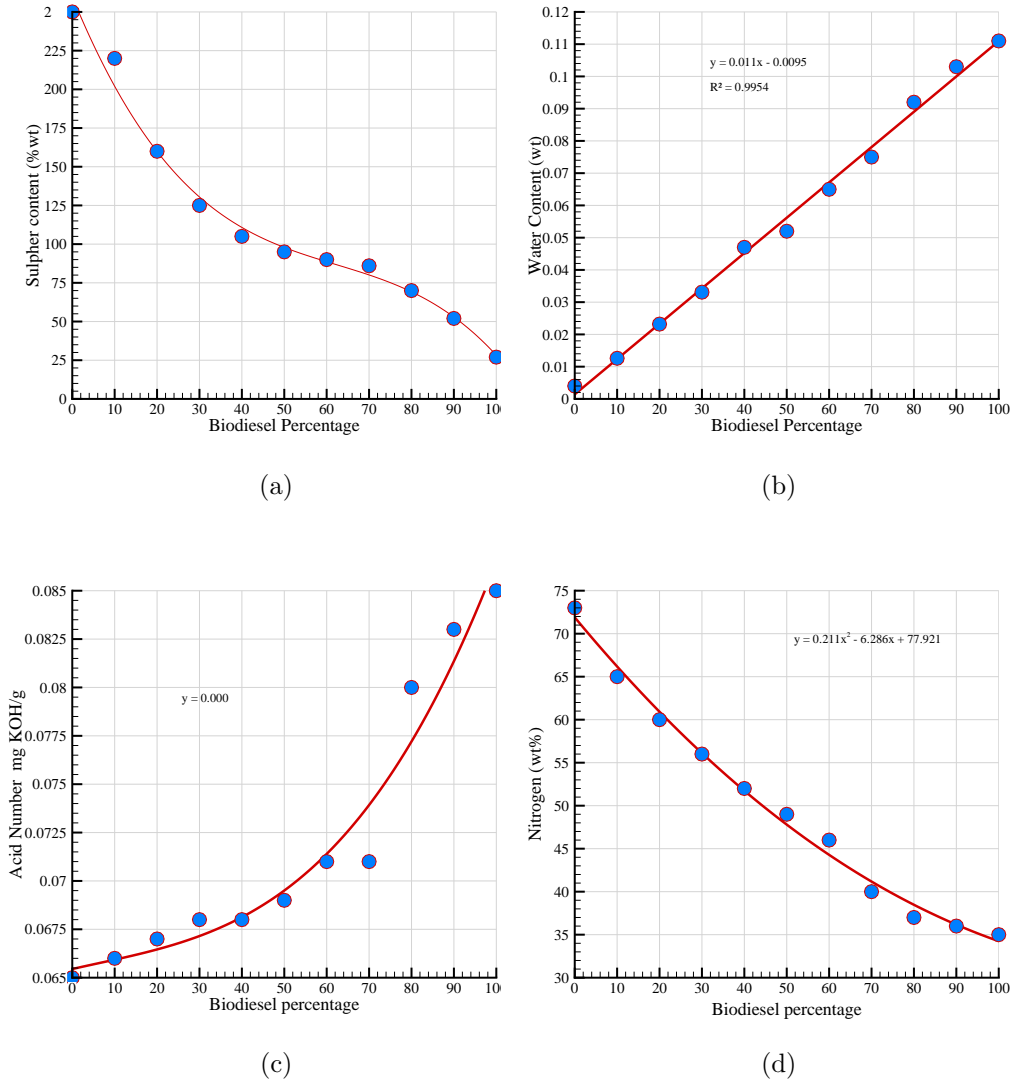 2
225
200
175
150
125
100
75
50
25
0
Sulpher content (%wt)
0 10 20 30 40 50 60 70 80 90 10
Biodiesel Percentage
(a)
0.12
0.11
0.1
0.09
0.08
0.07
0.06
0.05
0.04
0.03
0.02
0.01
0
Water Content (wt)
y = 0.011x - 0.0095
R² = 0.9954
0 10 20 30 40 50 60 70 80 90 100
Biodiesel Percentage
(b)
0.085
0.0825
0.08
0.0775
0.075
0.0725
0.07
0.0675
0.065
Acid Number mg KOH/g
y = 0.000
0 10 20 30 40 50 60 70 80 90 10
Biodiesel percentage
(c)
75
70
65
60
55
50
45
40
35
30
Nitrogen (wt%)
y = 0.211x² - 6.286x + 77.921
0 10 20 30 40 50 60 70 80 90 100
Biodiesel percentage
(d)